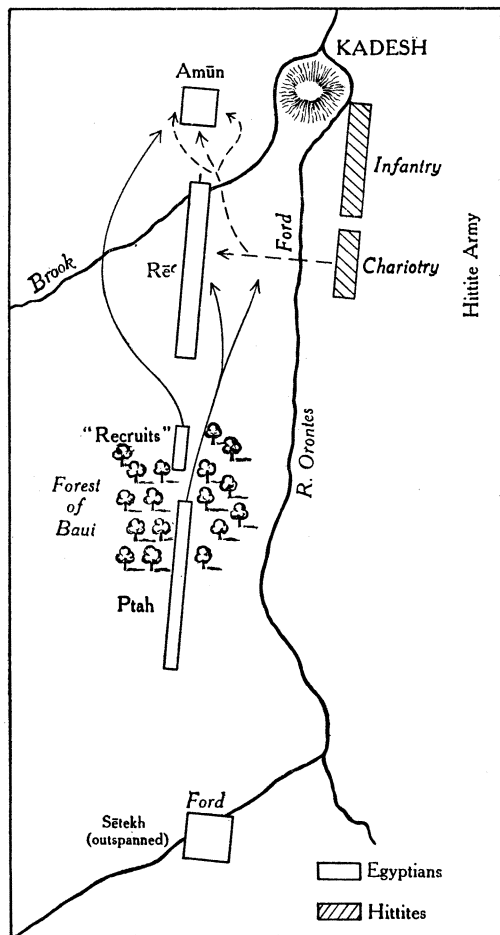 KADESH
Amūn
Infantry
Ford
Rēʿ
Chariotry
Hittite Army
Brook
"Recruits"
Forest
of
Baui
R. Orontes
Ptah
Ford
Sētekh
(outspanned)
Egyptians
Hittites